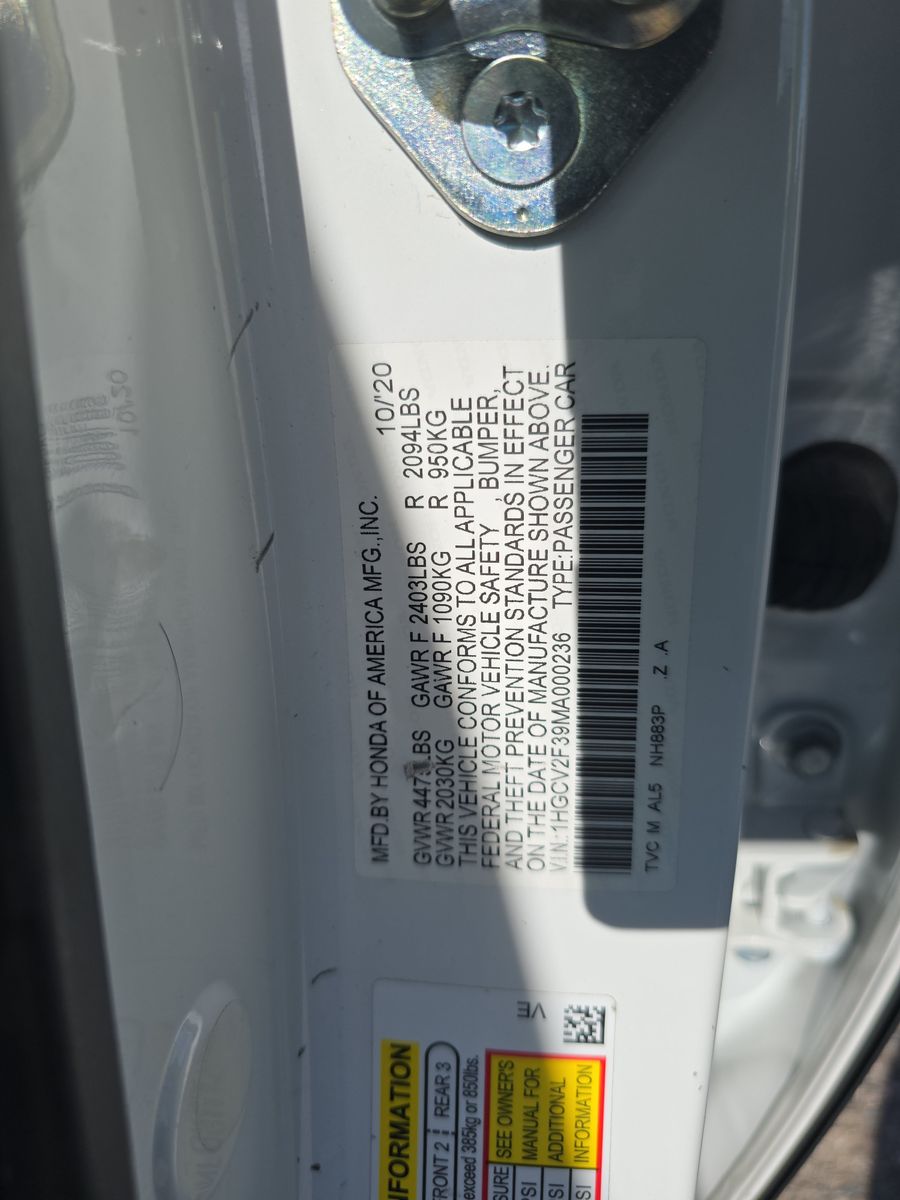 MFD.BY HONDA OF AMERICA MFG.,INC. 10/'20
GVWR 4473LBS GAWR F 2403LBS R 2094LBS
GVWR 2030KG GAWR F 1090KG R 950KG
THIS VEHICLE CONFORMS TO ALL APPLICABLE
FEDERAL MOTOR VEHICLE SAFETY, BUMPER,
AND THEFT PREVENTION STANDARDS IN EFFECT
ON THE DATE OF MANUFACTURE SHOWN ABOVE.
V.I.N.:1HGCV2F39MA000236 TYPE:PASSENGER CAR
TVC M AL5 NH883P .Z .A
VE
FORMATION
FRONT 2 REAR 3
exceed 385kg or 850lbs.
SEE OWNER'S
MANUAL FOR
ADDITIONAL
INFORMATION